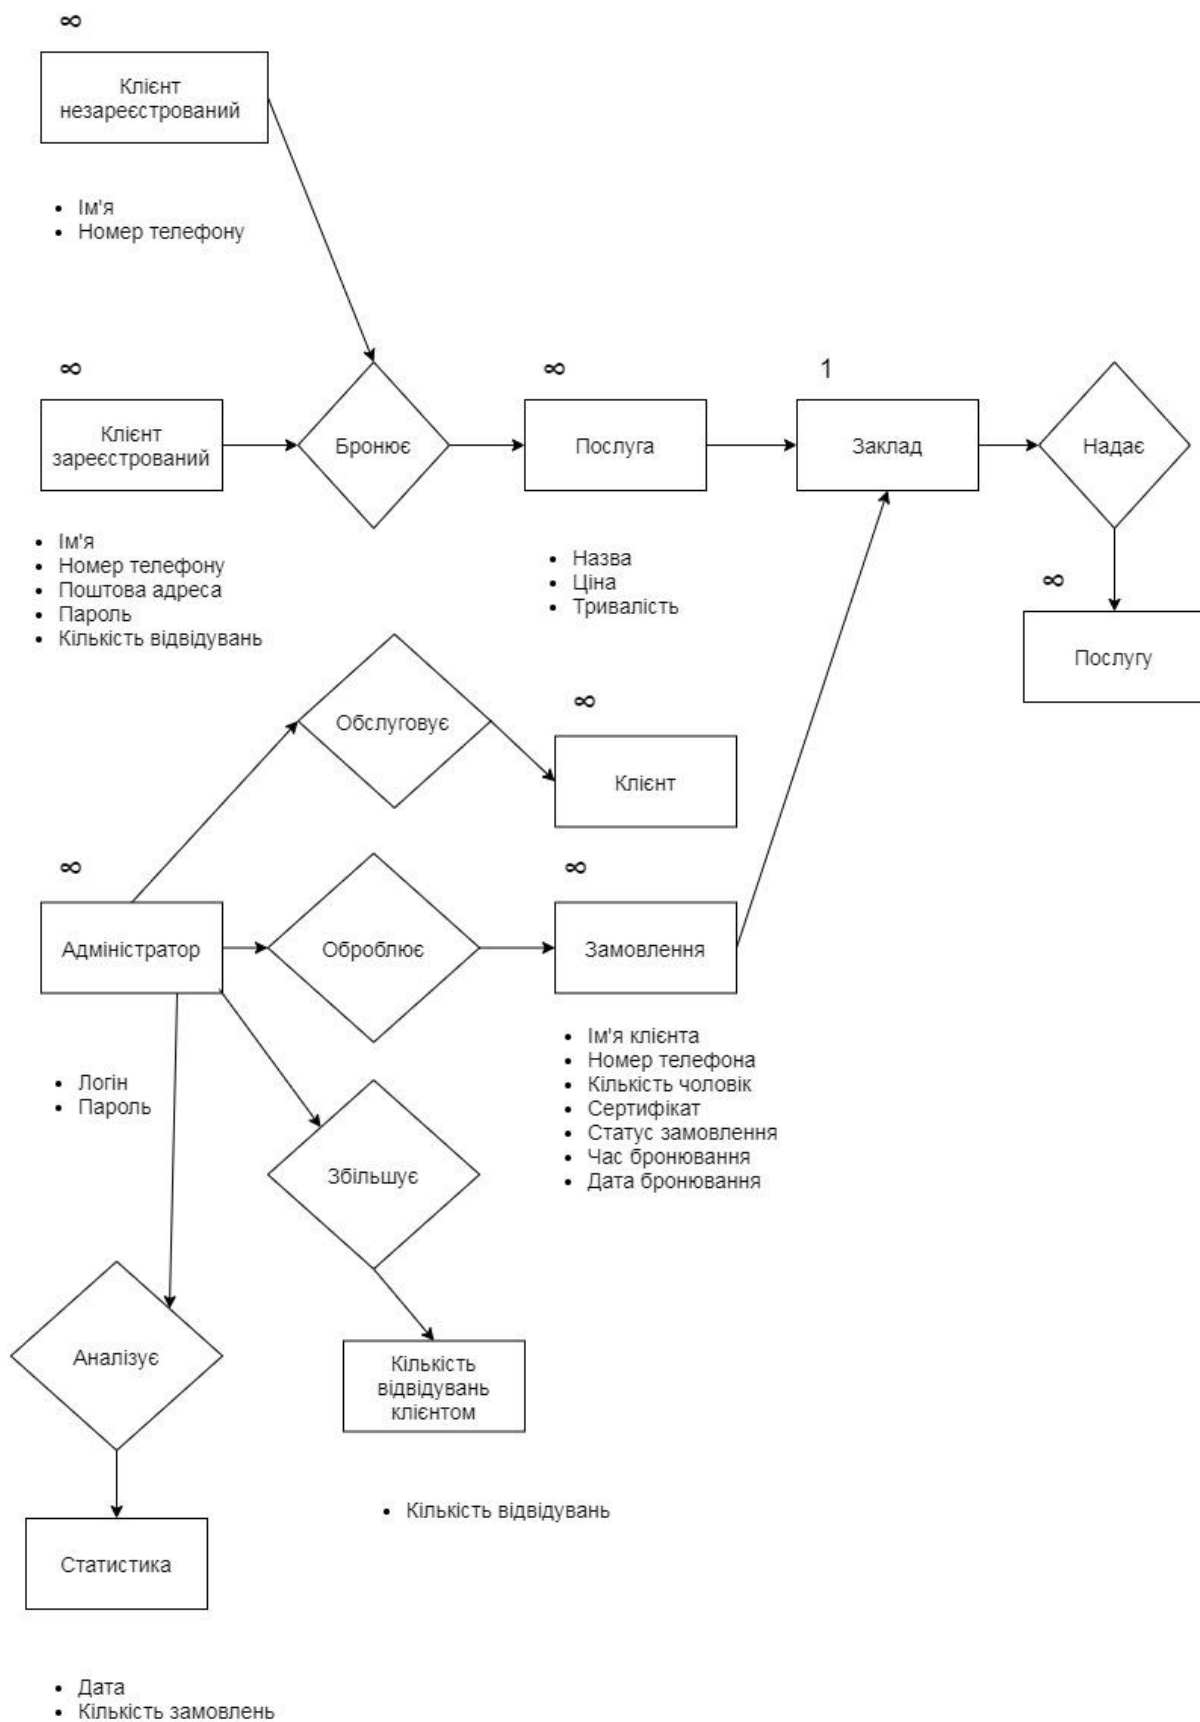 ∞
Клієнт
незареєстрований
• Ім'я
• Номер телефону
∞
∞
1
Клієнт
зареєстрований
Бронює
Послуга
Заклад
Надає
• Ім'я
• Номер телефону
• Поштова адреса
• Пароль
• Кількість відвідувань
• Назва
• Ціна
• Тривалість
∞
Послугу
Обслуговує
∞
Клієнт
∞
∞
Адміністратор
Оброблює
Замовлення
• Логін
• Пароль
• Ім'я клієнта
• Номер телефона
• Кількість чоловік
• Сертифікат
• Статус замовлення
• Час бронювання
• Дата бронювання
Збільшує
Аналізує
Кількість
відвідувань
клієнтом
• Кількість відвідувань
Статистика
• Дата
• Кількість замовлень